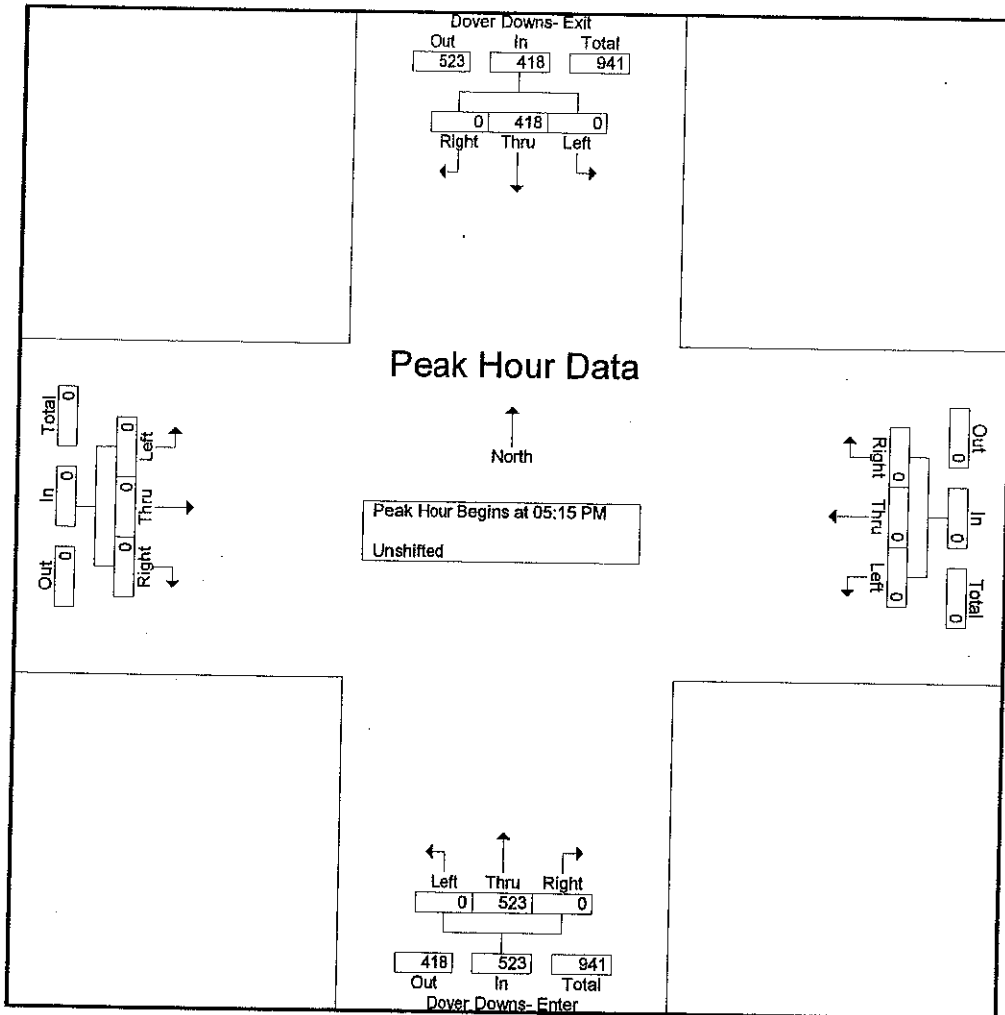 Dover Downs- Exit
Out In Total
523 418 941
0 418 0
Right Thru Left
Peak Hour Data
North
Peak Hour Begins at 05:15 PM
Unshifted
Total In Out
0 0 0
0 0 0
Left Thru Right
Right Thru Left
0 0 0
0 0 0
Out In Total
Left Thru Right
0 523 0
418 523 941
Out In Total
Dover Downs- Enter